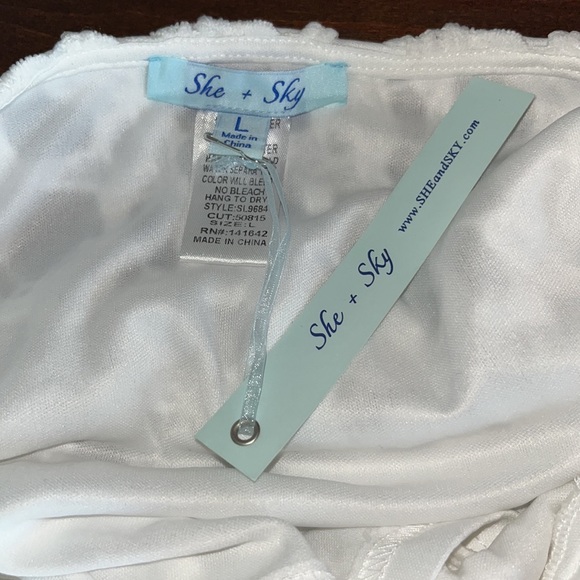 She + Sky
L
Made in
China
ER
COLOR WILL
NO BLEACH
HANG TO DRY
STYLE:SL9684
CUT:50815
SIZE:L
RN#:141642
MADE IN CHINA
She + Sky
www.SHEandSKY.com